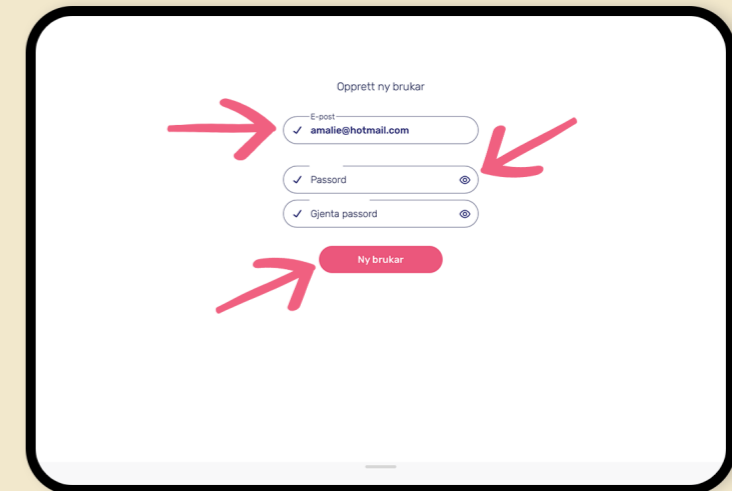 Opprett ny brukar
E-post
amalie@hotmail.com
Passord
Gjenta passord
Ny brukar